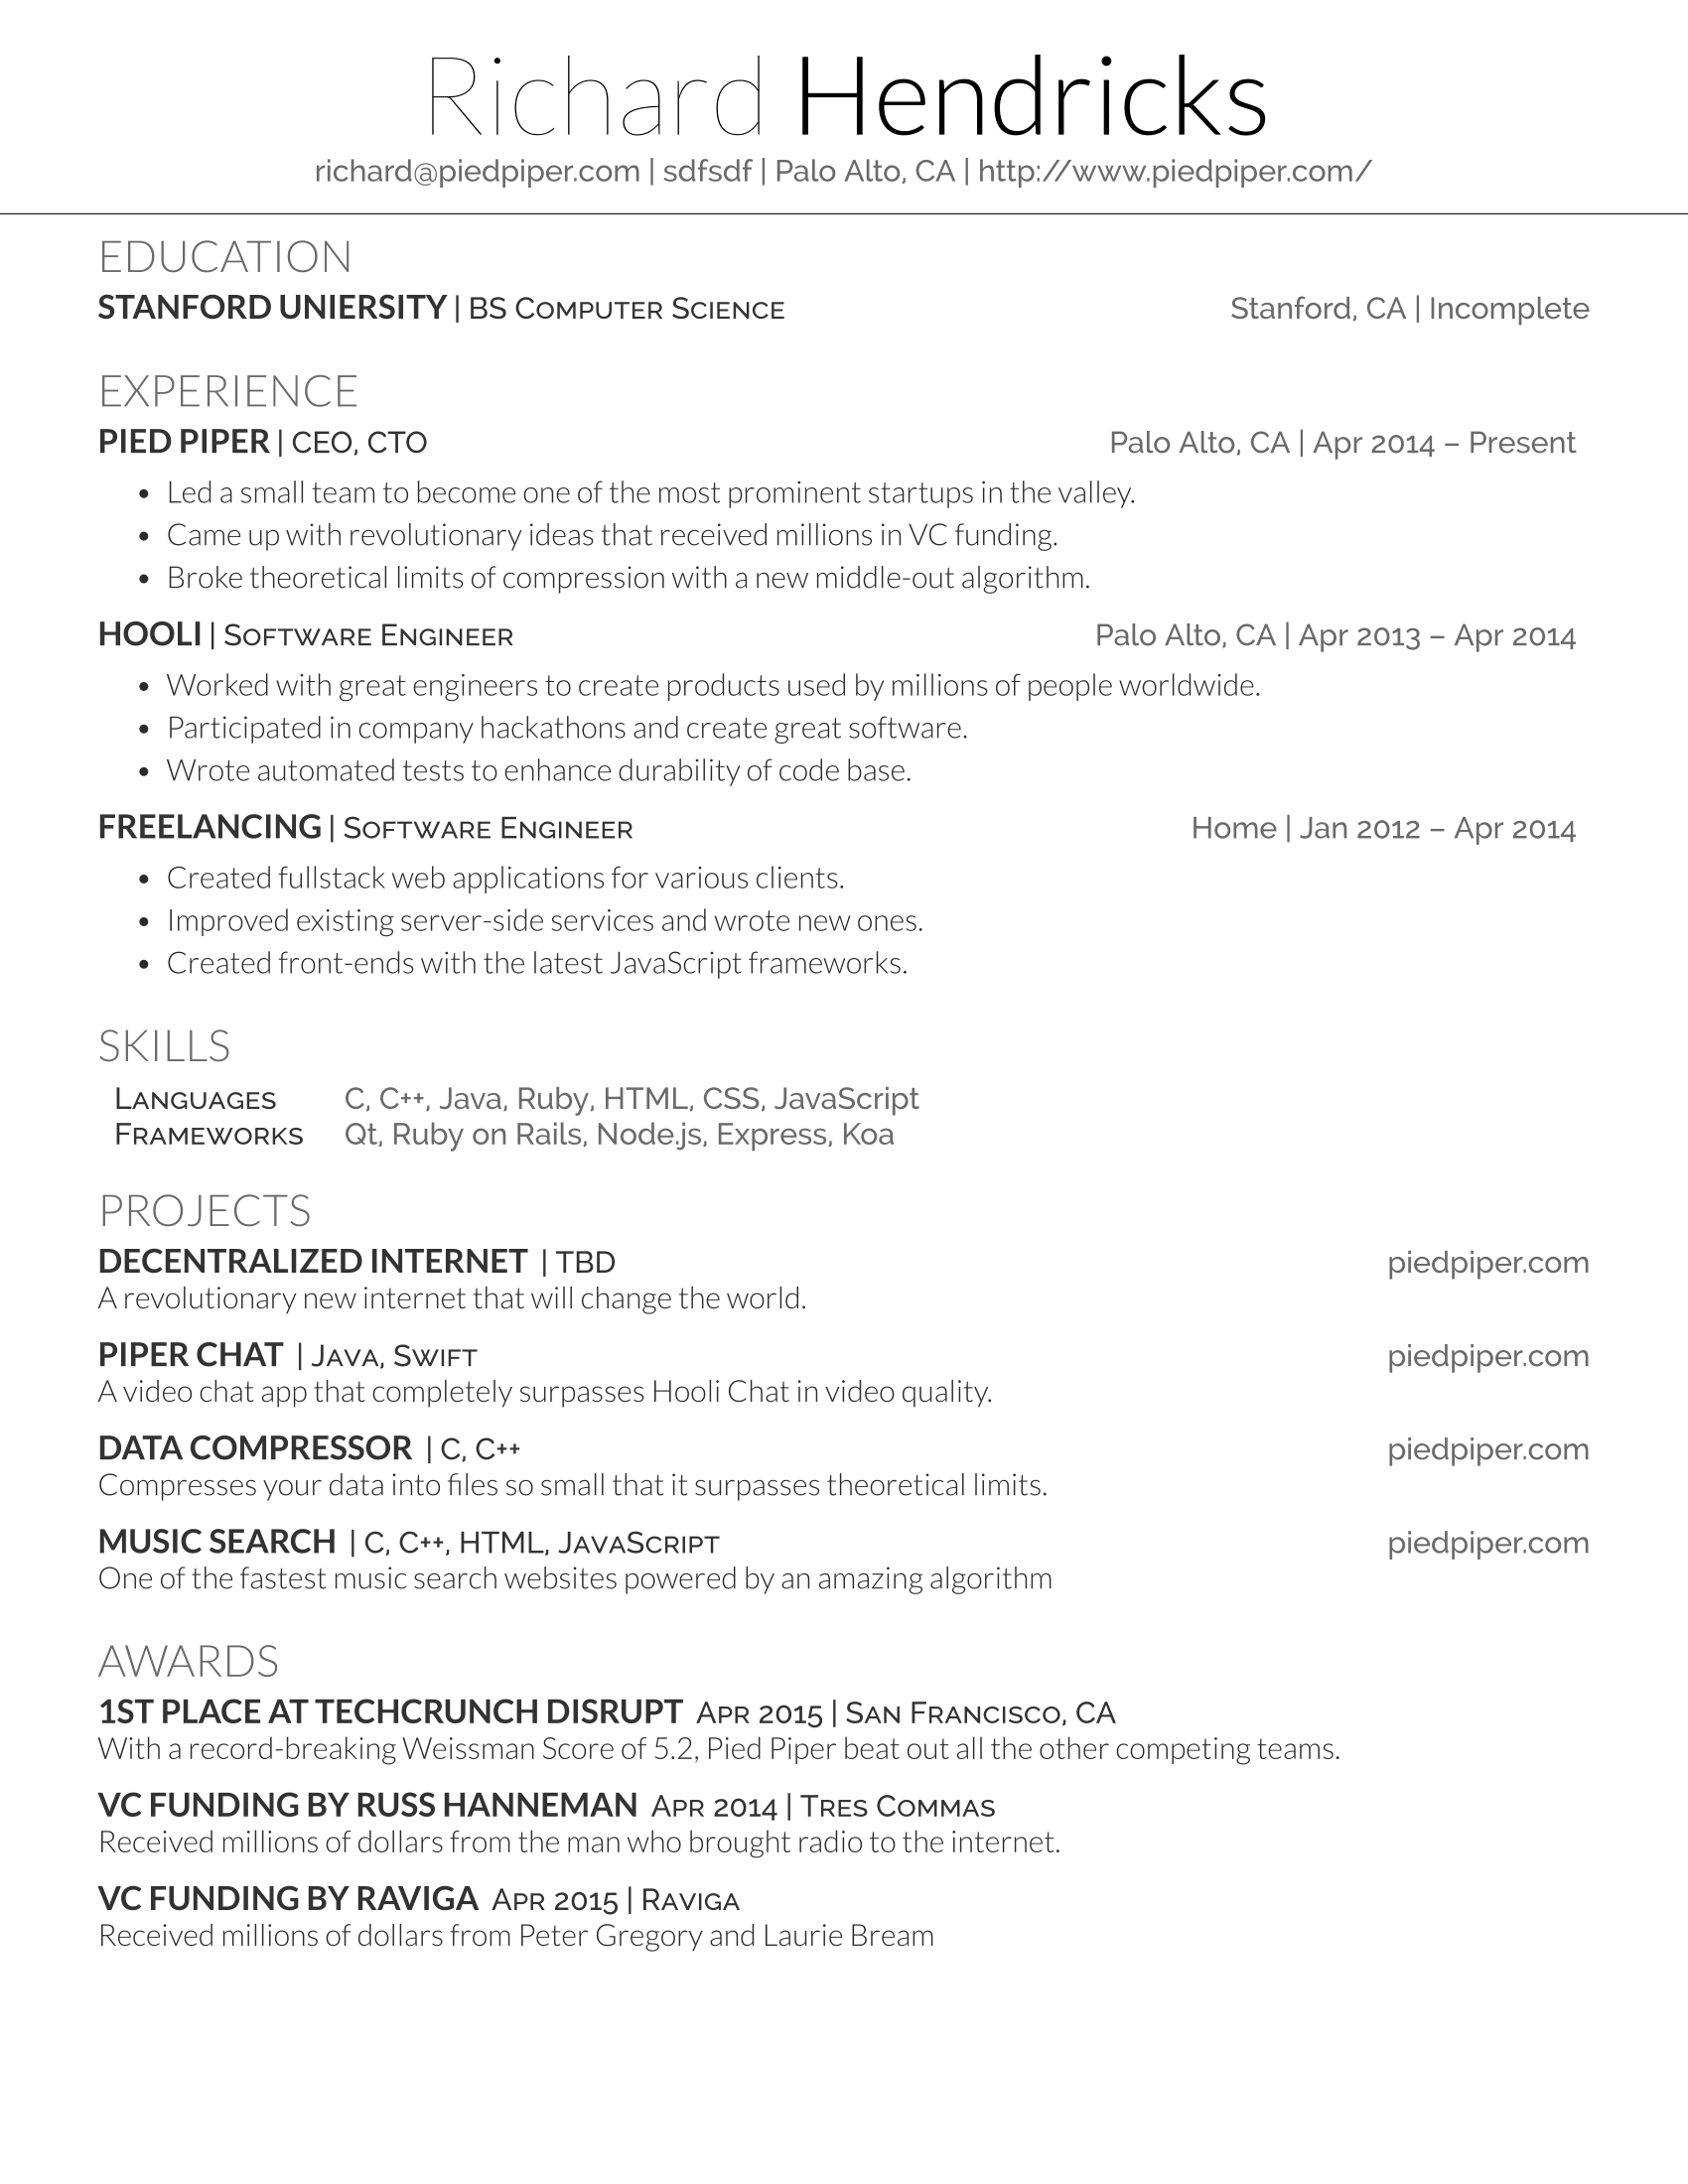 Richard Hendricks
richard@piedpiper.com | sdfsdf | Palo Alto, CA | http://www.piedpiper.com/
EDUCATION
STANFORD UNIERSITY | BS Computer Science Stanford, CA | Incomplete
EXPERIENCE
PIED PIPER | CEO, CTO Palo Alto, CA | Apr 2014 – Present
• Led a small team to become one of the most prominent startups in the valley.
• Came up with revolutionary ideas that received millions in VC funding.
• Broke theoretical limits of compression with a new middle-out algorithm.
HOOLI | Software Engineer Palo Alto, CA | Apr 2013 – Apr 2014
• Worked with great engineers to create products used by millions of people worldwide.
• Participated in company hackathons and create great software.
• Wrote automated tests to enhance durability of code base.
FREELANCING | Software Engineer Home | Jan 2012 – Apr 2014
• Created fullstack web applications for various clients.
• Improved existing server-side services and wrote new ones.
• Created front-ends with the latest JavaScript frameworks.
SKILLS
Languages C, C++, Java, Ruby, HTML, CSS, JavaScript
Frameworks Qt, Ruby on Rails, Node.js, Express, Koa
PROJECTS
DECENTRALIZED INTERNET | TBD piedpiper.com
A revolutionary new internet that will change the world.
PIPER CHAT | Java, Swift piedpiper.com
A video chat app that completely surpasses Hooli Chat in video quality.
DATA COMPRESSOR | C, C++ piedpiper.com
Compresses your data into files so small that it surpasses theoretical limits.
MUSIC SEARCH | C, C++, HTML, JavaScript piedpiper.com
One of the fastest music search websites powered by an amazing algorithm
AWARDS
1ST PLACE AT TECHCRUNCH DISRUPT Apr 2015 | San Francisco, CA
With a record-breaking Weissman Score of 5.2, Pied Piper beat out all the other competing teams.
VC FUNDING BY RUSS HANNEMAN Apr 2014 | Tres Commas
Received millions of dollars from the man who brought radio to the internet.
VC FUNDING BY RAVIGA Apr 2015 | Raviga
Received millions of dollars from Peter Gregory and Laurie Bream